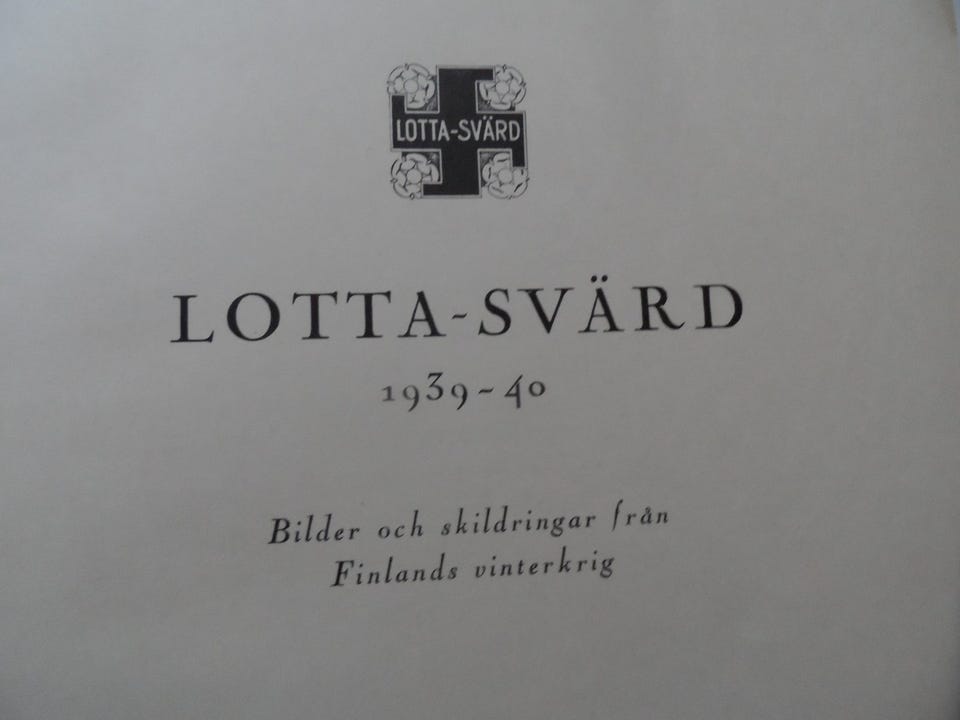 LOTTA-SVÄRD
LOTTA-SVÄRD
1939-40
Bilder och skildringar från
Finlands vinterkrig